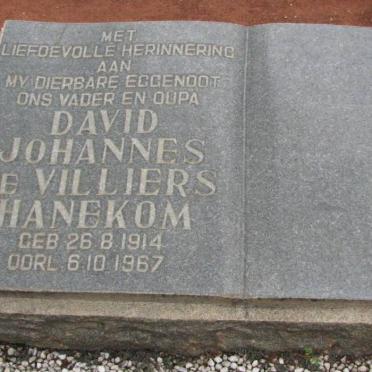 MET
LIEFDEVOLLE HERINNERING
AAN
MY DIERBARE EGGENOOT
ONS VADER EN OUPA
DAVID
JOHANNES
DE VILLIERS
HANEKOM
GEB 26.8.1914
OORL. 6.10.1967